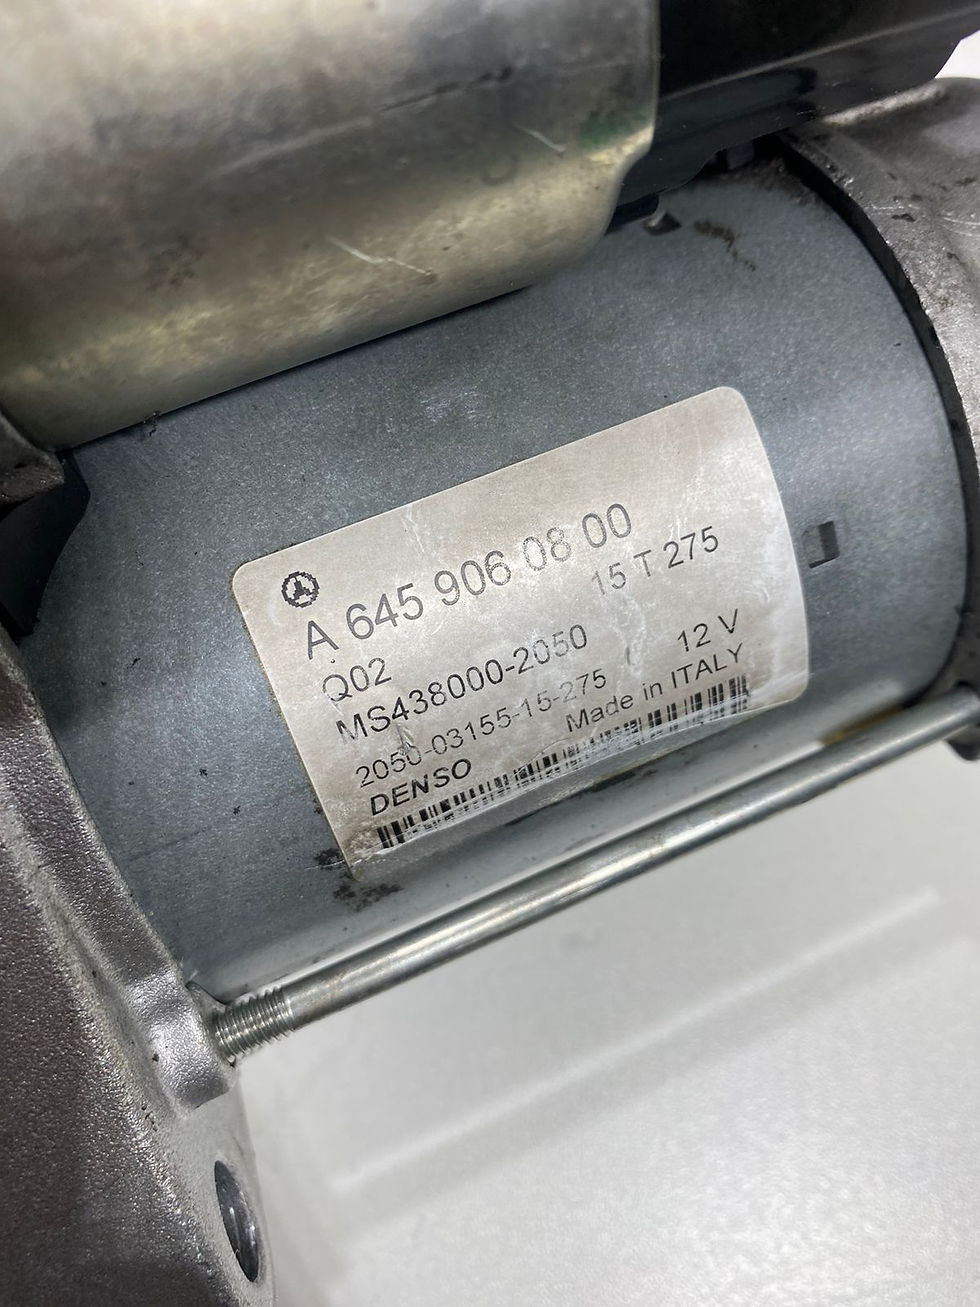 A 645 906 08 00
Q02 15 T 275
MS438000-2050
2050-03155-15-275 12 V
DENSO Made in ITALY